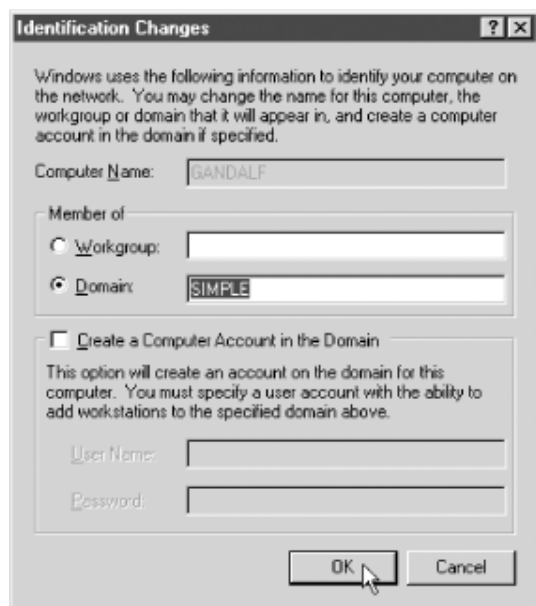 Identification Changes
Windows uses the following information to identify your computer on
the network. You may change the name for this computer, the
workgroup or domain that it will appear in, and create a computer
account in the domain if specified.
Computer Name: GANDALF
Member of
Workgroup:
Domain: SIMPLE
Create a Computer Account in the Domain
This option will create an account on the domain for this
computer. You must specify a user account with the ability to
add workstations to the specified domain above.
User Name:
Password:
OK Cancel